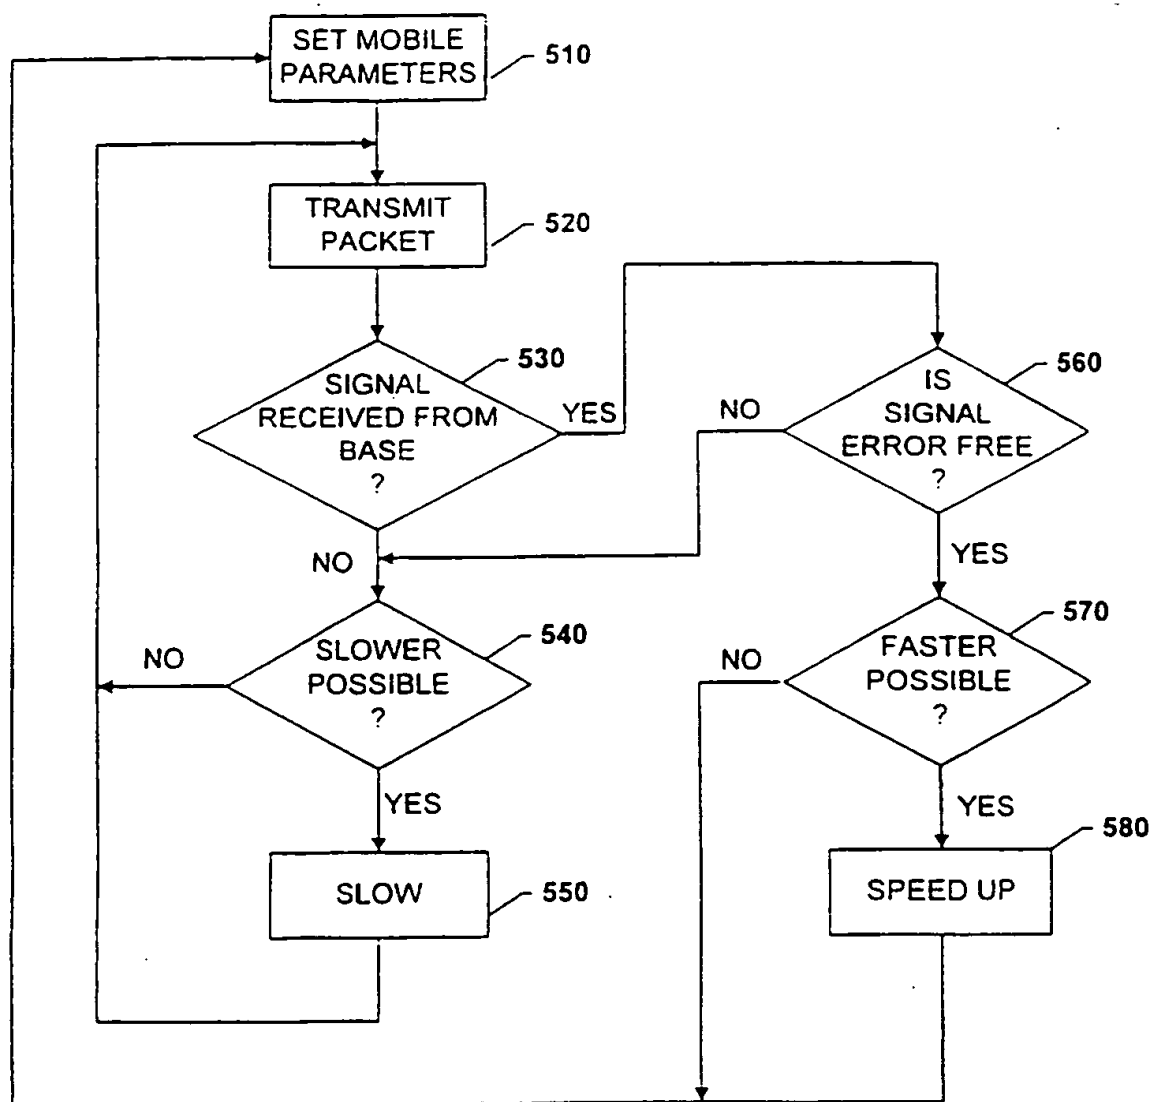 SET MOBILE
PARAMETERS
510
TRANSMIT
PACKET
520
SIGNAL
RECEIVED FROM
BASE
?
530
YES
NO
IS
SIGNAL
ERROR FREE
?
560
NO
YES
SLOWER
POSSIBLE
?
540
NO
YES
FASTER
POSSIBLE
?
570
NO
YES
SLOW
550
SPEED UP
580